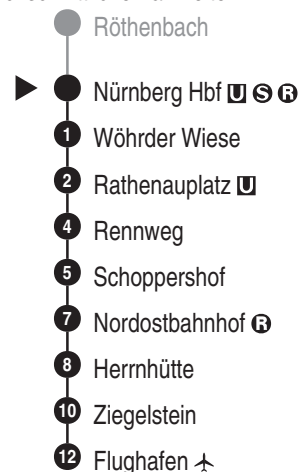 Röthenbach
Nürnberg Hbf U S R
1 Wöhrder Wiese
2 Rathenauplatz U
4 Rennweg
5 Schoppershof
7 Nordostbahnhof R
8 Herrnhütte
10 Ziegelstein
12 Flughafen